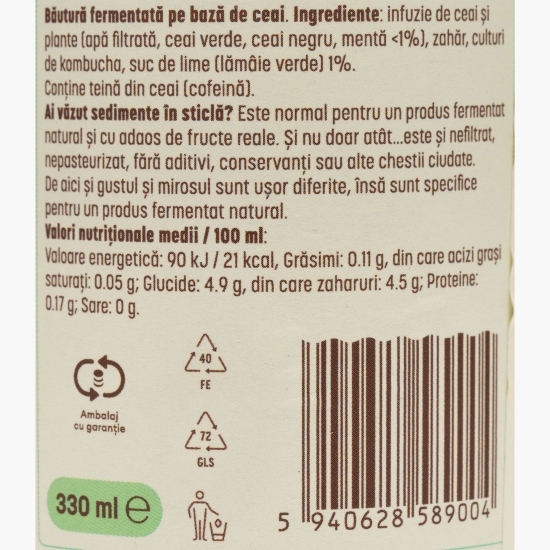 Băutură fermentată pe bază de ceai. Ingrediente: infuzie de ceai și
plante (apă filtrată, ceai verde, ceai negru, mentă <1%), zahăr, culturi
de kombucha, suc de lime (lămâie verde) 1%.
Conține teină din ceai (cofeină).
Ai văzut sedimente în sticlă? Este normal pentru un produs fermentat
natural și cu adaos de fructe reale. Și nu doar atât...este și nefiltrat,
nepasteurizat, fără aditivi, conservanți sau alte chestii ciudate.
De aici și gustul și mirosul sunt ușor diferite, însă sunt specifice
pentru un produs fermentat natural.
Valori nutriționale medii / 100 ml:
Valoare energetică: 90 kJ / 21 kcal, Grăsimi: 0.11 g, din care acizi grași
saturați: 0.05 g; Glucide: 4.9 g, din care zaharuri: 4.5 g; Proteine:
0.17 g; Sare: 0 g.
Ambalaj
cu garanție
40
FE
72
GLS
330 ml e
5 940628 589004